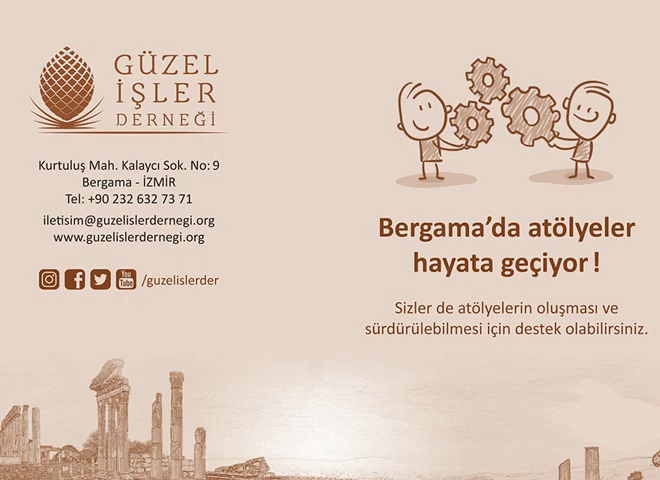 GÜZEL
İŞLER
DERNEĞİ
Kurtuluş Mah. Kalaycı Sok. No: 9
Bergama - İZMİR
Tel: +90 232 632 73 71
iletisim@guzelislerdernegi.org
www.guzelislerdernegi.org
You
Tube
/guzelislerder
Bergama’da atölyeler
hayata geçiyor !
Sizler de atölyelerin oluşması ve
sürdürülebilmesi için destek olabilirsiniz.